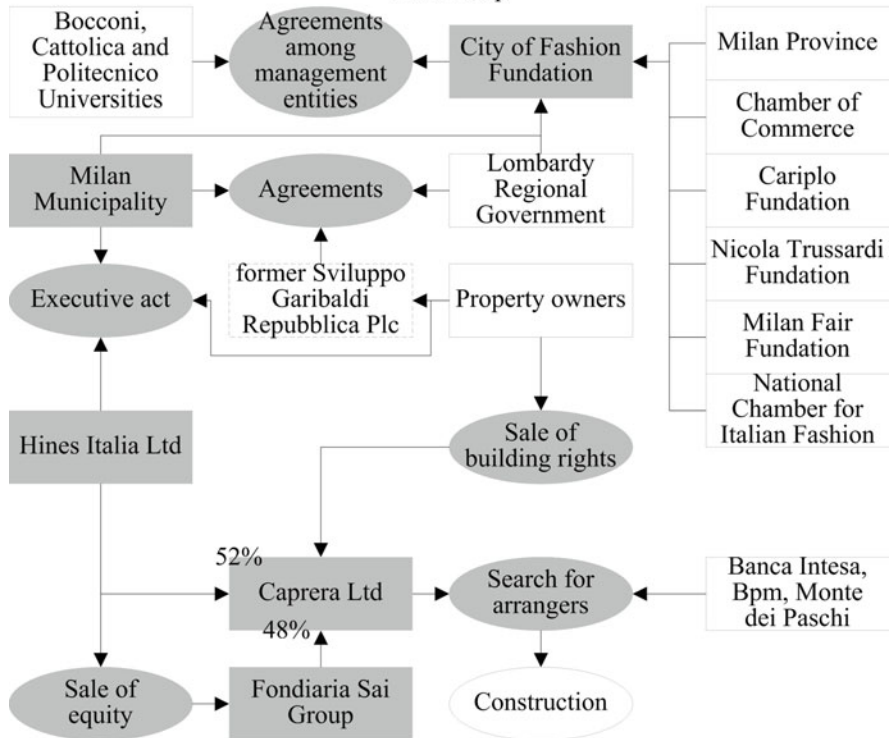 Bocconi,
Cattolica and
Politecnico
Universities
Agreements
among
management
entities
City of Fashion
Fundation
Milan Province
Chamber of
Commerce
Cariplo
Fundation
Nicola Trussardi
Fundation
Milan Fair
Fundation
National
Chamber for
Italian Fashion
Milan
Municipality
Agreements
Lombardy
Regional
Government
Executive act
former Sviluppo
Garibaldi
Repubblica Plc
Property owners
Hines Italia Ltd
Sale of
building rights
52%
Caprera Ltd
48%
Search for
arrangers
Banca Intesa,
Bpm, Monte
dei Paschi
Sale of
equity
Fondiaria Sai
Group
Construction